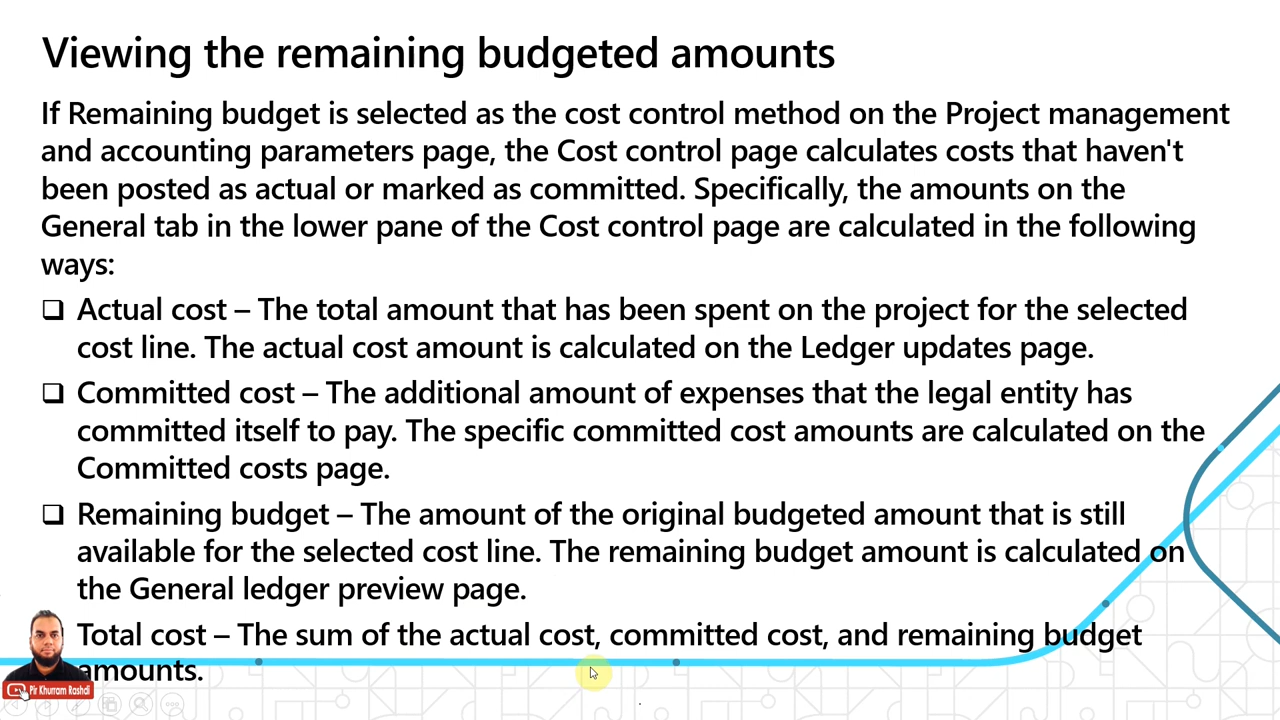 Viewing the remaining budgeted amounts
If Remaining budget is selected as the cost control method on the Project management
and accounting parameters page, the Cost control page calculates costs that haven't
been posted as actual or marked as committed. Specifically, the amounts on the
General tab in the lower pane of the Cost control page are calculated in the following
ways:
❑ Actual cost – The total amount that has been spent on the project for the selected
cost line. The actual cost amount is calculated on the Ledger updates page.
❑ Committed cost – The additional amount of expenses that the legal entity has
committed itself to pay. The specific committed cost amounts are calculated on the
Committed costs page.
❑ Remaining budget – The amount of the original budgeted amount that is still
available for the selected cost line. The remaining budget amount is calculated on
the General ledger preview page.
Total cost – The sum of the actual cost, committed cost, and remaining budget
amounts.
Pir Khurram Rashdi